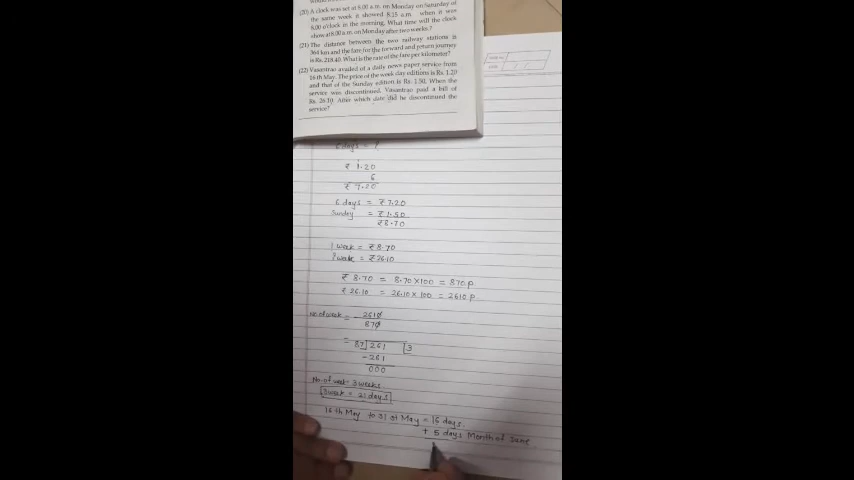 (20) A clock was set at 8.00 a.m. on Monday on Saturday of
the same week it showed 8.15 a.m. when it was
8.00 o'clock in the morning. What time will the clock
show at 8.00 a.m. on Monday after two weeks?
(21) The distance between the two railway stations is
364 km and the fare for the forward and return journey
is Rs. 218.40. What is the rate of the fare per kilometer?
(22) Vasantrao availed of a daily news paper service from
16th May. The price of the week day editions is Rs. 1.20
and that of the Sunday edition is Rs. 1.50. When the
service was discontinued, Vasantrao paid a bill of
Rs. 26.10. After which date did he discontinued the
service?
6 days = ?
₹ 1.20
6
₹ 7.20
6 days = ₹7.20
Sunday = ₹1.50
₹8.70
1 week = ₹8.70
? week = ₹26.10
₹ 8.70 = 8.70 × 100 = 870 p
₹ 26.10 = 26.10 × 100 = 2610 p.
No. of week = 2610
870
= 87 261 3
-261
000
No. of week 3 weeks
3 week = 21 days
16 th May to 31 st May = 16 days.
+ 5 days Month of June